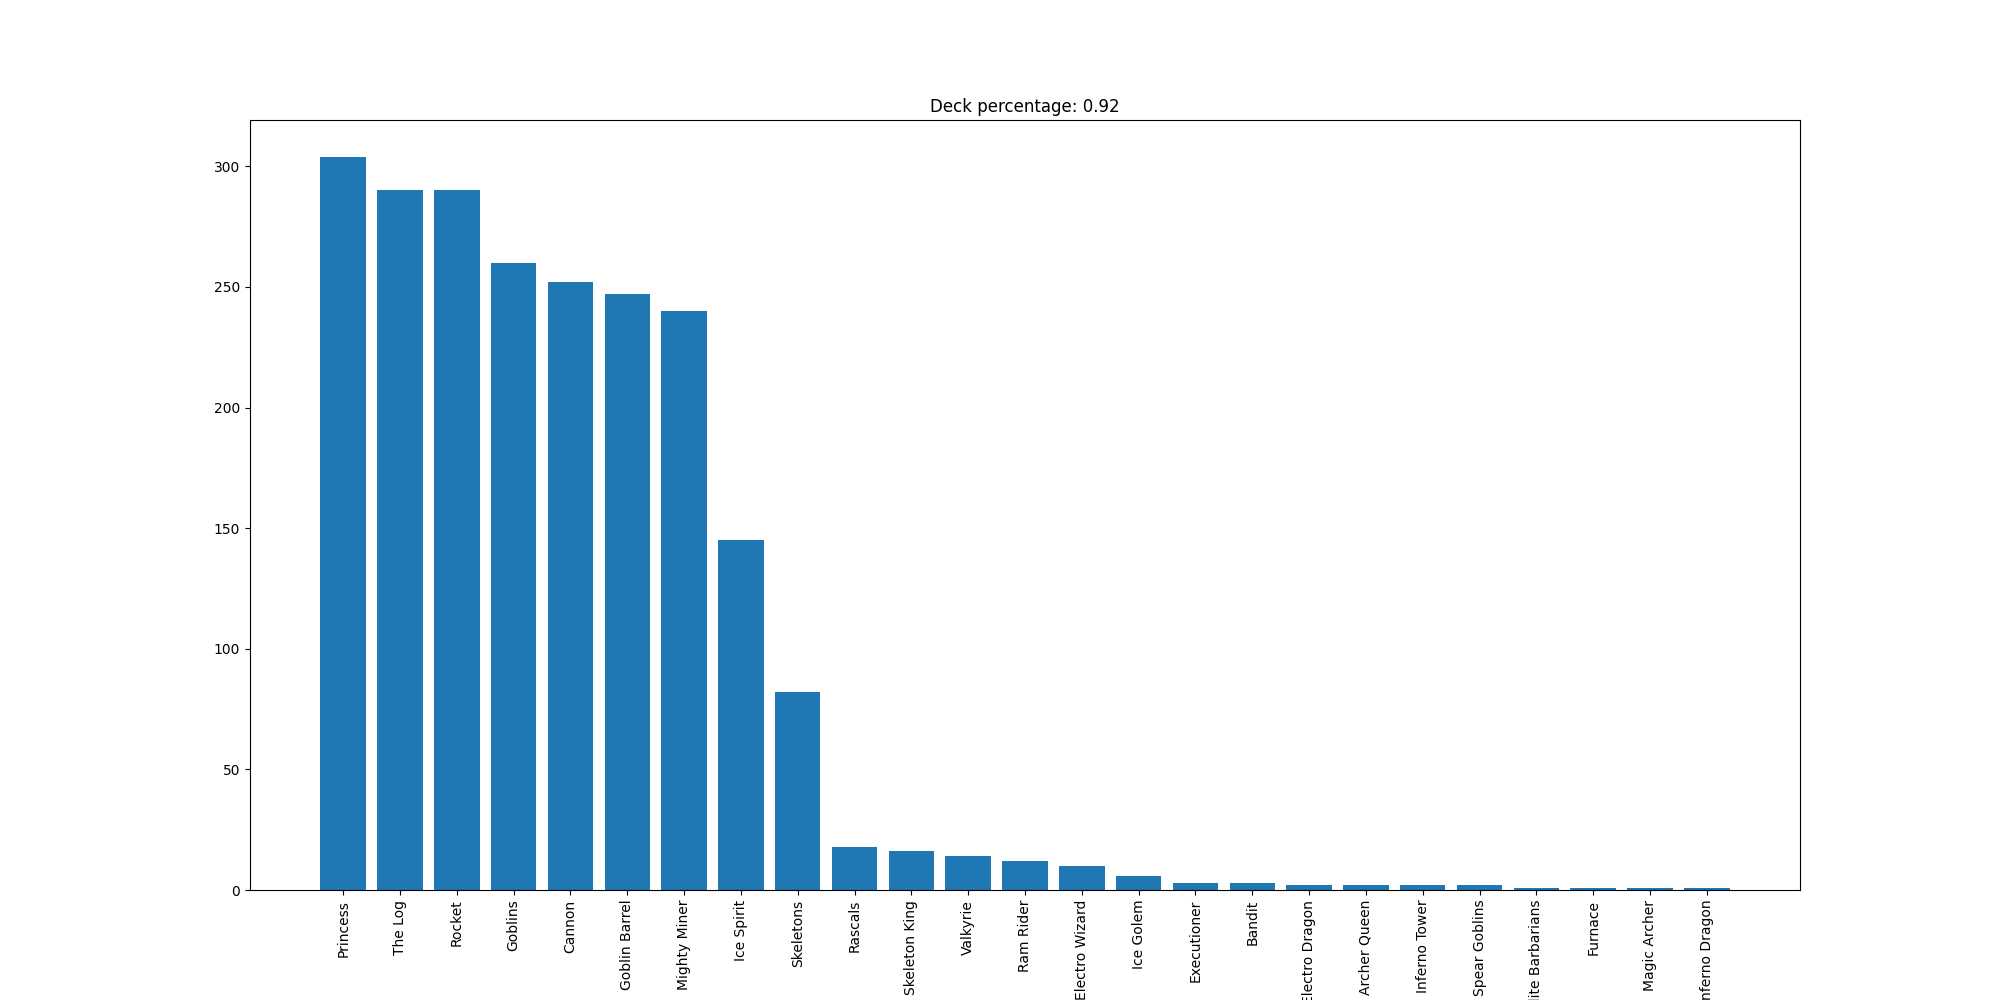 Deck percentage: 0.92
300
250
200
150
100
50
0
Princess
The Log
Rocket
Goblins
Cannon
Goblin Barrel
Mighty Miner
Ice Spirit
Skeletons
Rascals
Skeleton King
Valkyrie
Ram Rider
Electro Wizard
Ice Golem
Executioner
Bandit
Electro Dragon
Archer Queen
Inferno Tower
Spear Goblins
lite Barbarians
Furnace
Magic Archer
nferno Dragon